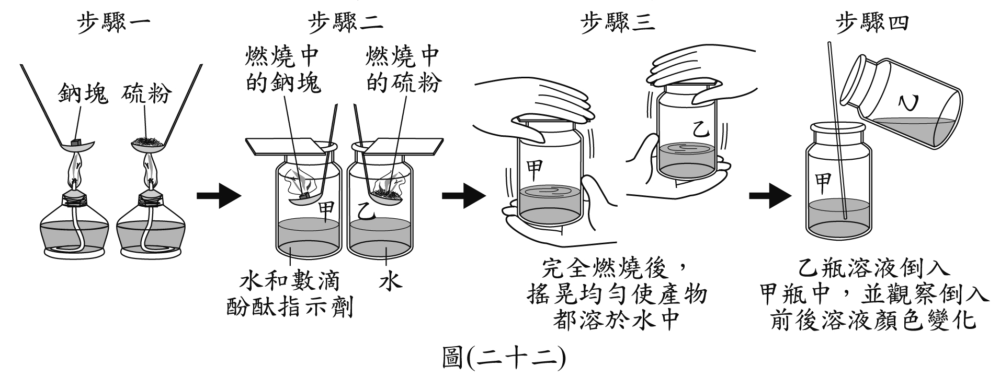 步驟一
鈉塊
硫粉
步驟二
燃燒中
的鈉塊
燃燒中
的硫粉
甲
乙
水和數滴
酚酞指示劑
水
步驟三
甲
乙
完全燃燒後，
搖晃均勻使產物
都溶於水中
步驟四
乙
甲
乙瓶溶液倒入
甲瓶中，並觀察倒入
前後溶液顏色變化
圖(二十二)